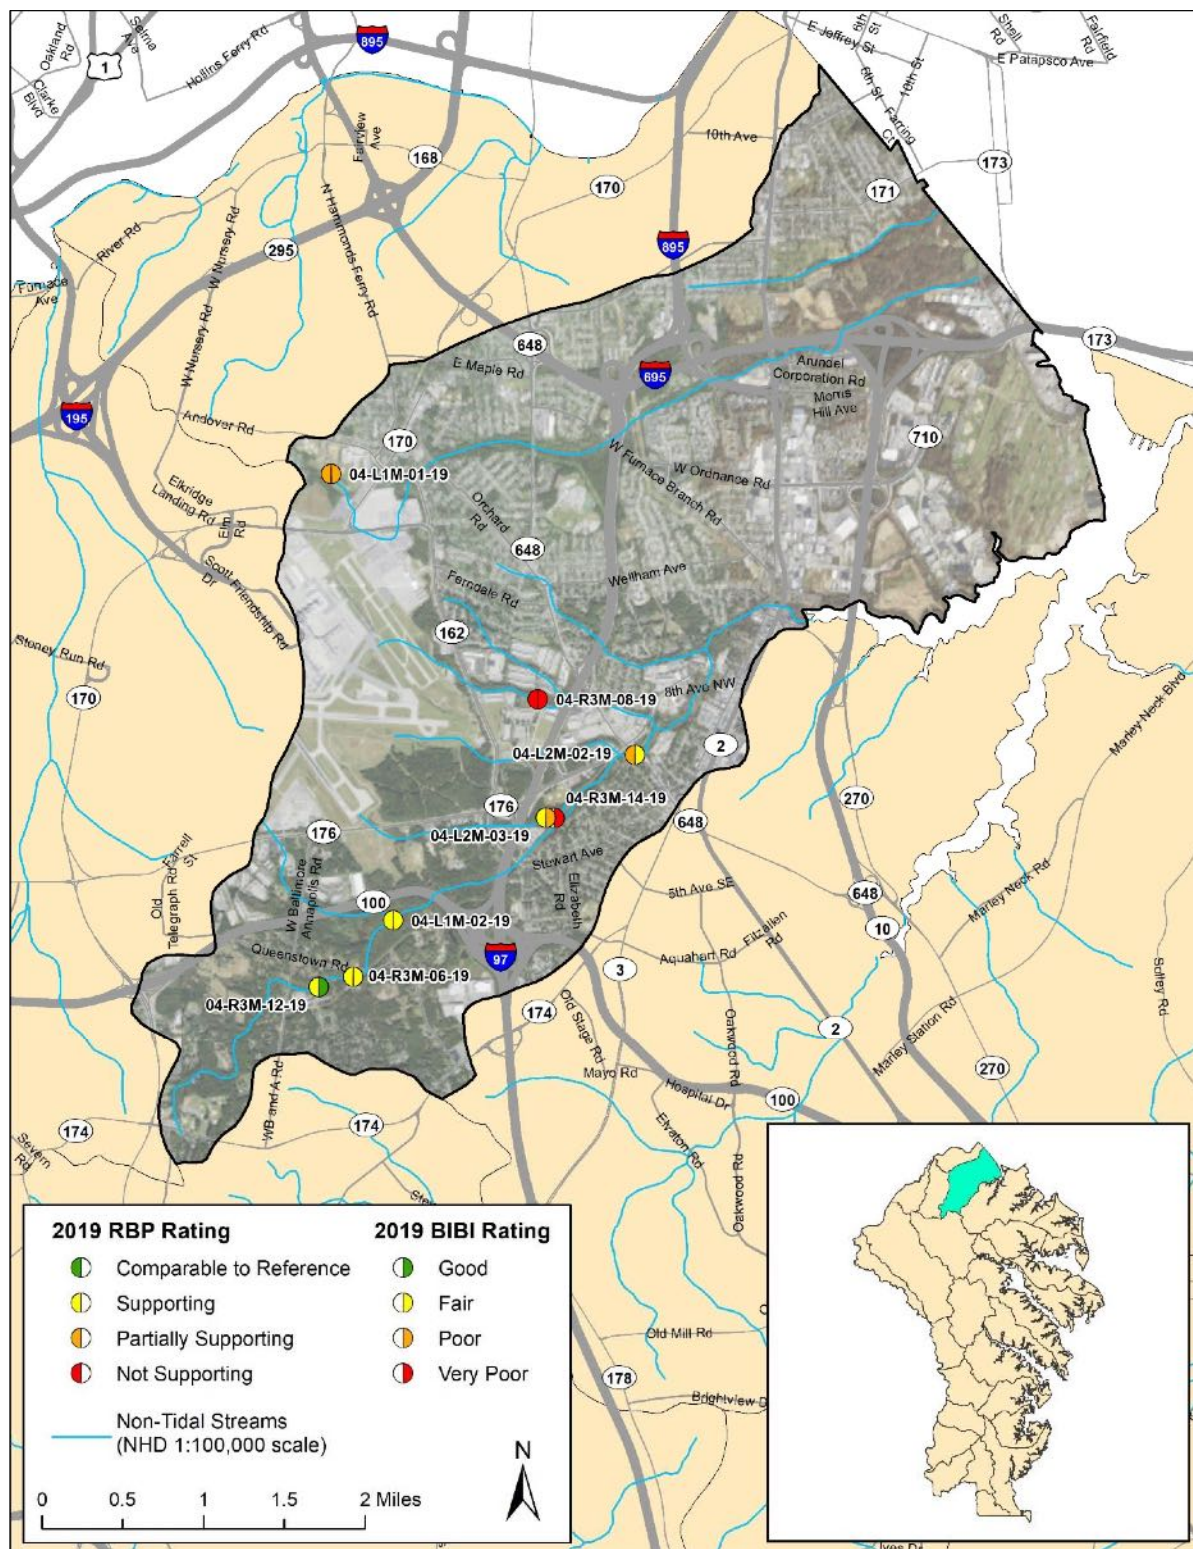 Oakland
Rd
Selma
Ave
1
Clarke
Blvd
Hollins Ferry Rd
895
6th
St
E Jeffrey St
Shell
Rd
Fairfield
Rd
E Patapsco Ave
6th St
10th St
Farring
Ct
10th Ave
Fairview
Ave
168
170
171
173
N Hammonds Ferry Rd
River Rd
W Nursery Rd
295
895
Furnace
Ave
W Nursery Rd
648
E Maple Rd
695
173
Arundel
Corporation Rd
Morris
Hill Ave
195
Andover Rd
170
710
W Furnace Branch Rd
W Ordnance Rd
04-L1M-01-19
Elkridge
Landing Rd
Elm
Rd
Orchard
Rd
648
Scott Friendship Rd
Dr
Ferndale Rd
Wellham Ave
162
Stoney Run Rd
170
04-R3M-08-19
8th Ave NW
Marley Neck Blvd
04-L2M-02-19
2
176
04-R3M-14-19
270
176
04-L2M-03-19
648
Farrell
St
Stewart Ave
Elizabeth
Rd
W Baltimore
Annapolis Rd
Old
Telegraph Rd
100
04-L1M-02-19
5th Ave SE
648
Marley Neck Rd
Fitzallen
Rd
10
Queenstown Rd
97
04-R3M-06-19
3
Aquahart Rd
Solley Rd
04-R3M-12-19
174
Old Stage Rd
Oakwood Rd
2
Marley Station Rd
270
WB and A Rd
Mayo Rd
Hospital Dr
100
174
174
Severn
Rd
Elvaton Rd
Oakwood Rd
Old Mill Rd
178
Brightview D
2019 RBP Rating
Comparable to Reference
Supporting
Partially Supporting
Not Supporting
2019 BIBI Rating
Good
Fair
Poor
Very Poor
Non-Tidal Streams
(NHD 1:100,000 scale)
N
0 0.5 1 1.5 2 Miles